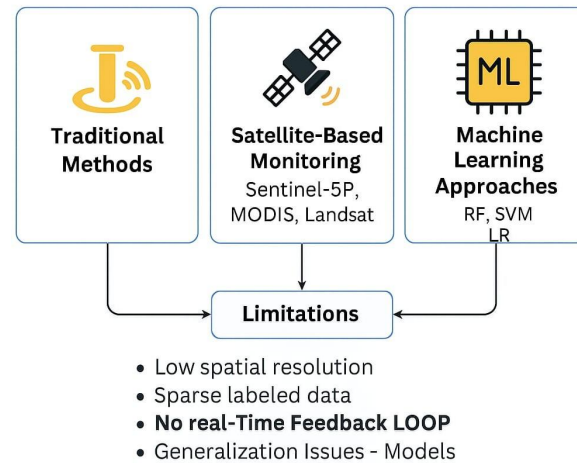 Traditional
Methods
Satellite-Based
Monitoring
Sentinel-5P,
MODIS, Landsat
ML
Machine
Learning
Approaches
RF, SVM
LR
Limitations
• Low spatial resolution
• Sparse labeled data
• No real-Time Feedback LOOP
• Generalization Issues - Models